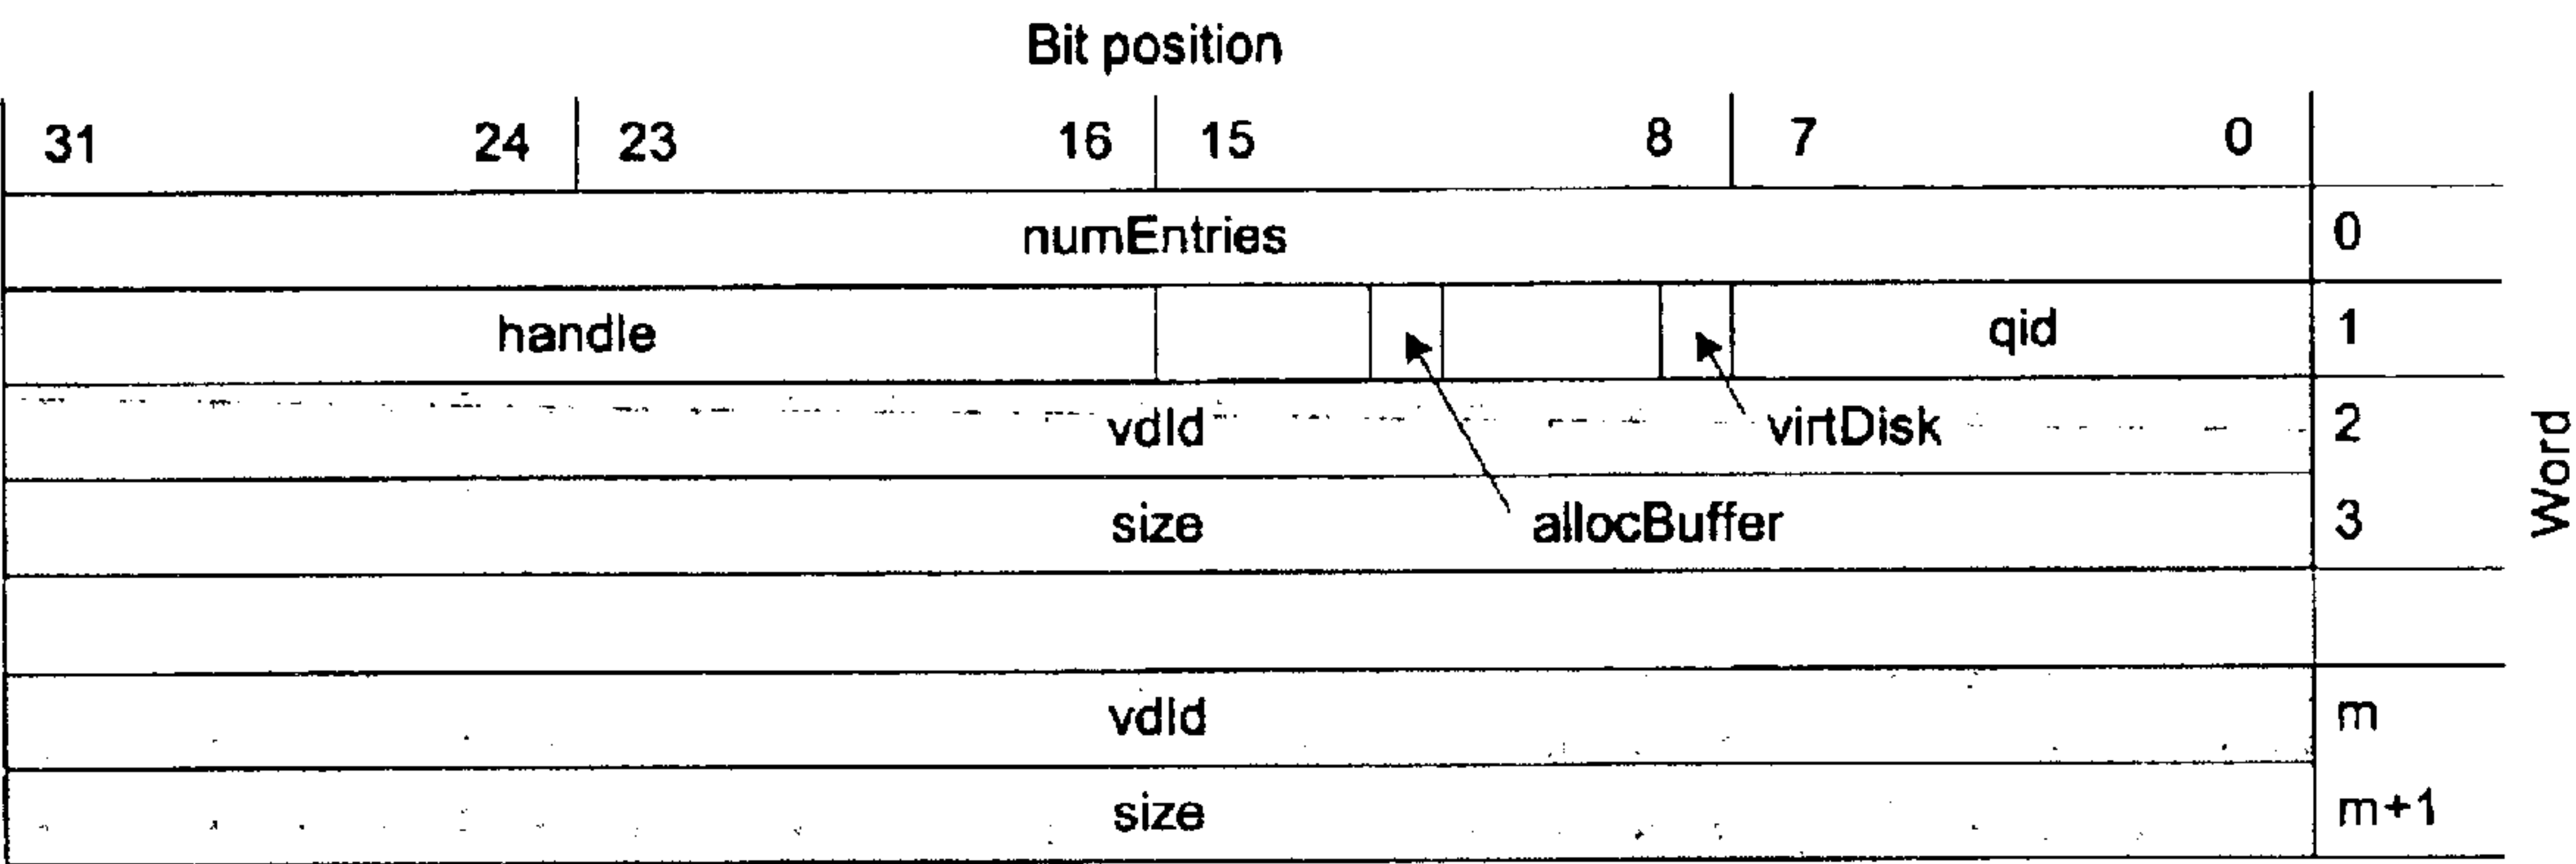 Bit position
31 24 23 16 15 8 7 0
numEntries 0
handle qid 1
vdId virtDisk 2
size allocBuffer 3
Word
vdId m
size m+1